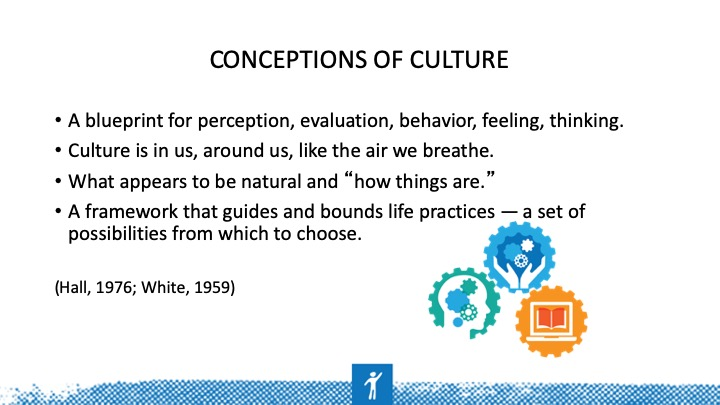 CONCEPTIONS OF CULTURE
• A blueprint for perception, evaluation, behavior, feeling, thinking.
• Culture is in us, around us, like the air we breathe.
• What appears to be natural and “how things are.”
• A framework that guides and bounds life practices — a set of
possibilities from which to choose.
(Hall, 1976; White, 1959)